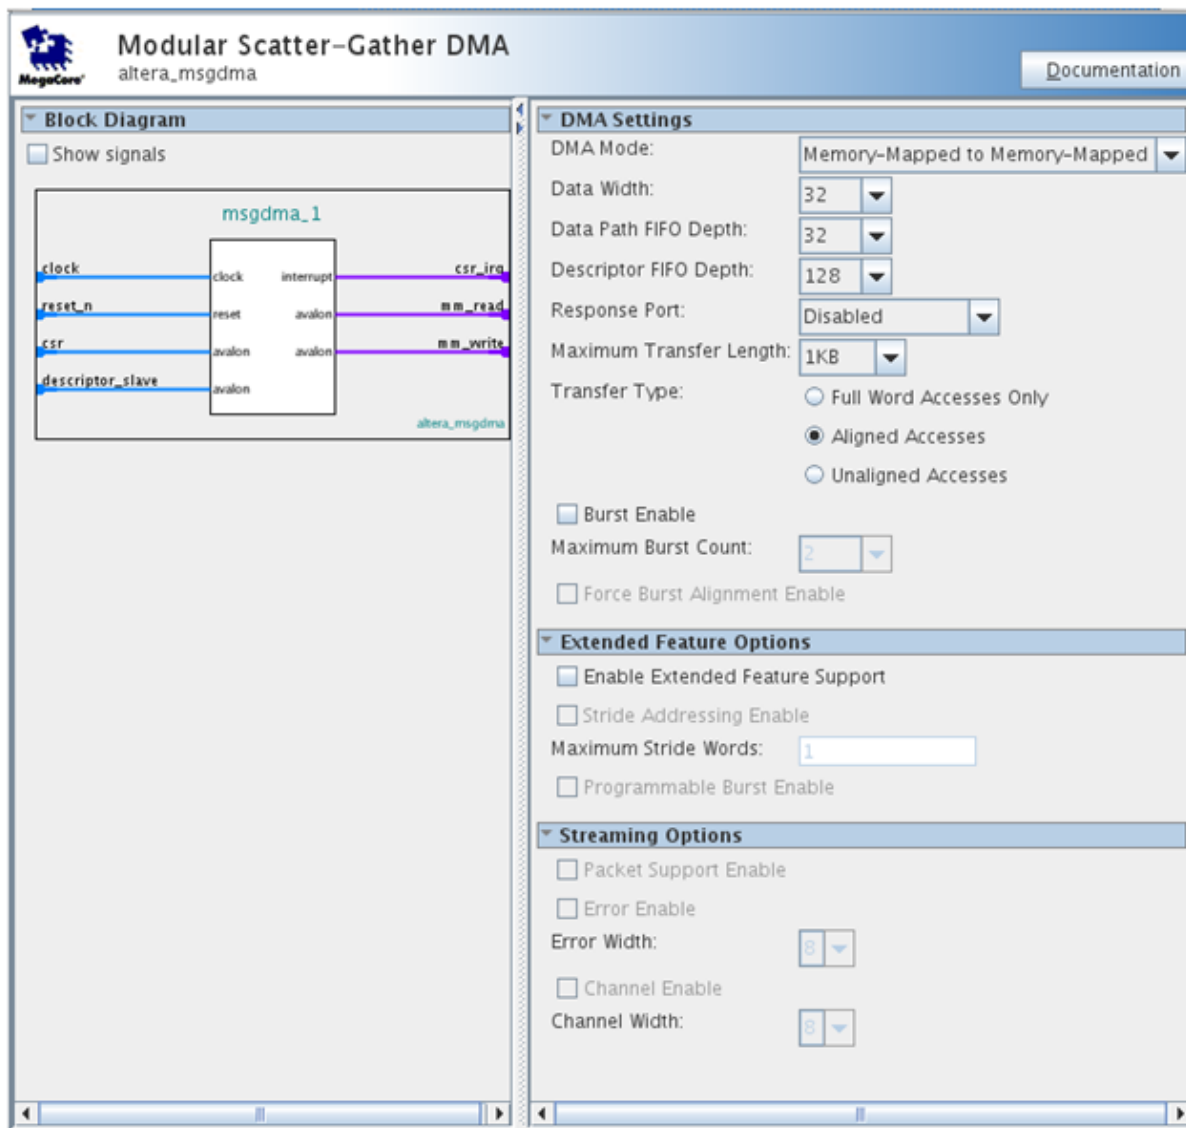 MegaCore®
Modular Scatter-Gather DMA
altera_msgdma
Documentation
Block Diagram
Show signals
msgdma_1
clock
clock
interrupt
csr_irq
reset_n
reset
avalon
mm_read
csr
avalon
avalon
mm_write
descriptor_slave
avalon
altera_msgdma
DMA Settings
DMA Mode:
Memory-Mapped to Memory-Mapped
Data Width:
32
Data Path FIFO Depth:
32
Descriptor FIFO Depth:
128
Response Port:
Disabled
Maximum Transfer Length:
1KB
Transfer Type:
Full Word Accesses Only
Aligned Accesses
Unaligned Accesses
Burst Enable
Maximum Burst Count:
2
Force Burst Alignment Enable
Extended Feature Options
Enable Extended Feature Support
Stride Addressing Enable
Maximum Stride Words:
1
Programmable Burst Enable
Streaming Options
Packet Support Enable
Error Enable
Error Width:
8
Channel Enable
Channel Width:
8